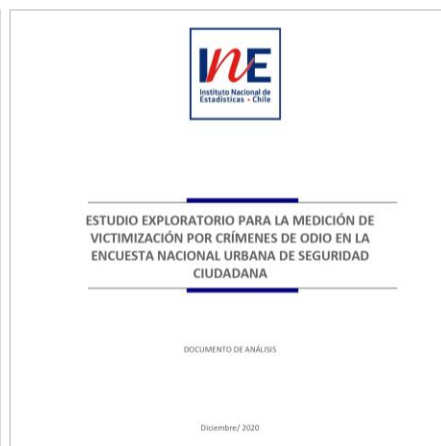 INE
Instituto Nacional de
Estadísticas • Chile
ESTUDIO EXPLORATORIO PARA LA MEDICIÓN DE
VICTIMIZACIÓN POR CRÍMENES DE ODIO EN LA
ENCUESTA NACIONAL URBANA DE SEGURIDAD
CIUDADANA
DOCUMENTO DE ANÁLISIS
Diciembre/ 2020